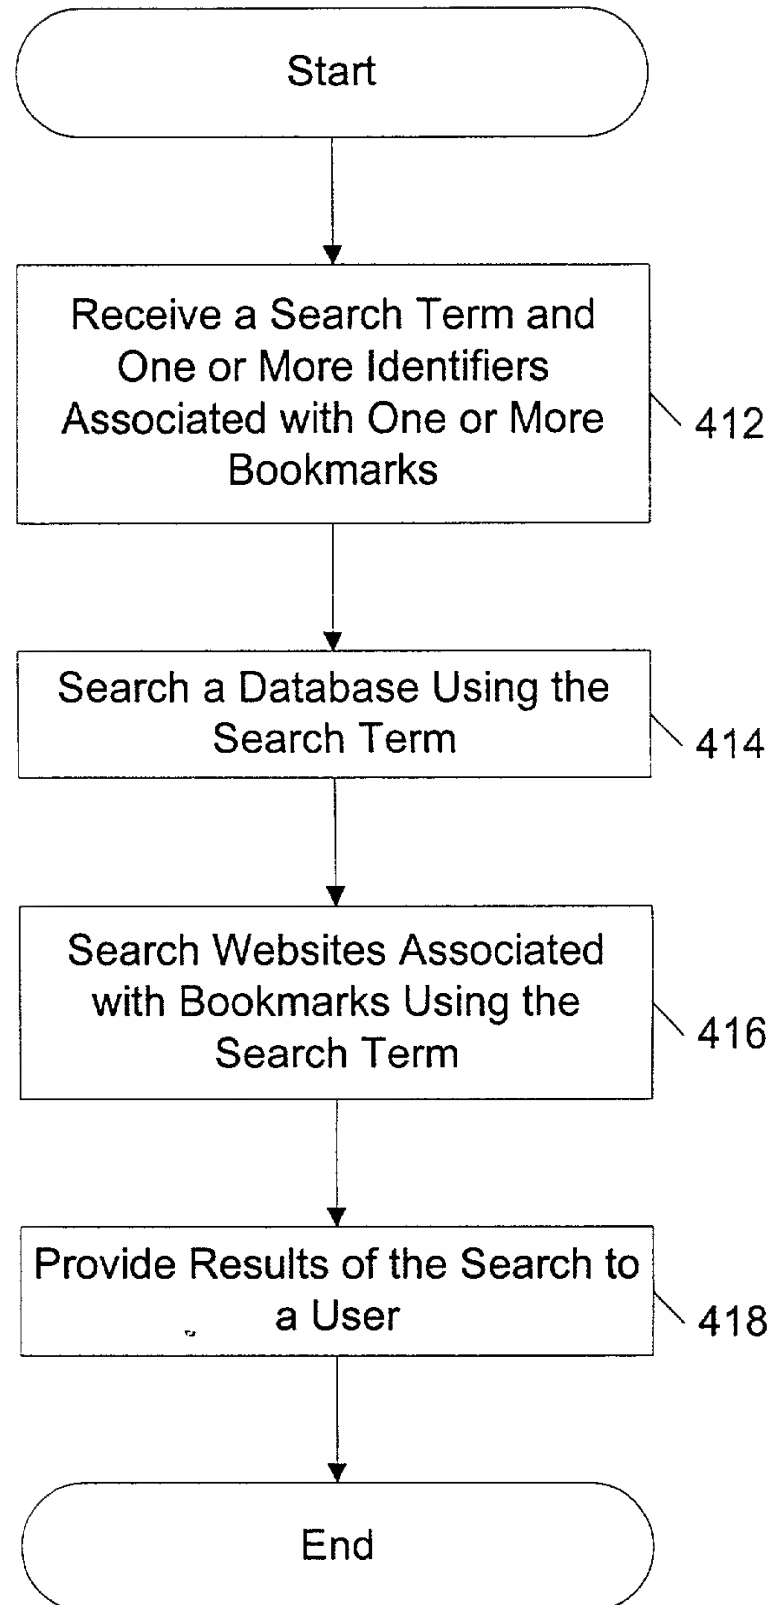 Start
Receive a Search Term and
One or More Identifiers
Associated with One or More
Bookmarks
412
Search a Database Using the
Search Term
414
Search Websites Associated
with Bookmarks Using the
Search Term
416
Provide Results of the Search to
a User
418
End